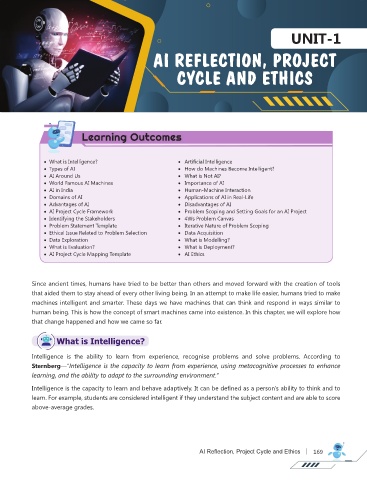 UNIT-1
AI REFLECTION, PROJECT
CYCLE AND ETHICS
Learning Outcomes
• What is Intelligence?
• Types of AI
• AI Around Us
• World Famous AI Machines
• AI in India
• Domains of AI
• Advantages of AI
• AI Project Cycle Framework
• Identifying the Stakeholders
• Problem Statement Template
• Ethical Issue Related to Problem Selection
• Data Exploration
• What is Evaluation?
• AI Project Cycle Mapping Template
• Artificial Intelligence
• How do Machines Become Intelligent?
• What is Not AI?
• Importance of AI
• Human-Machine Interaction
• Applications of AI in Real-Life
• Disadvantages of AI
• Problem Scoping and Setting Goals for an AI Project
• 4Ws Problem Canvas
• Iterative Nature of Problem Scoping
• Data Acquisition
• What is Modelling?
• What is Deployment?
• AI Ethics
Since ancient times, humans have tried to be better than others and moved forward with the creation of tools
that aided them to stay ahead of every other living being. In an attempt to make life easier, humans tried to make
machines intelligent and smarter. These days we have machines that can think and respond in ways similar to
human being. This is how the concept of smart machines came into existence. In this chapter, we will explore how
that change happened and how we came so far.
What is Intelligence?
Intelligence is the ability to learn from experience, recognise problems and solve problems. According to
Sternberg—"Intelligence is the capacity to learn from experience, using metacognitive processes to enhance
learning, and the ability to adapt to the surrounding environment."
Intelligence is the capacity to learn and behave adaptively. It can be defined as a person's ability to think and to
learn. For example, students are considered intelligent if they understand the subject content and are able to score
above-average grades.
AI Reflection, Project Cycle and Ethics | 169